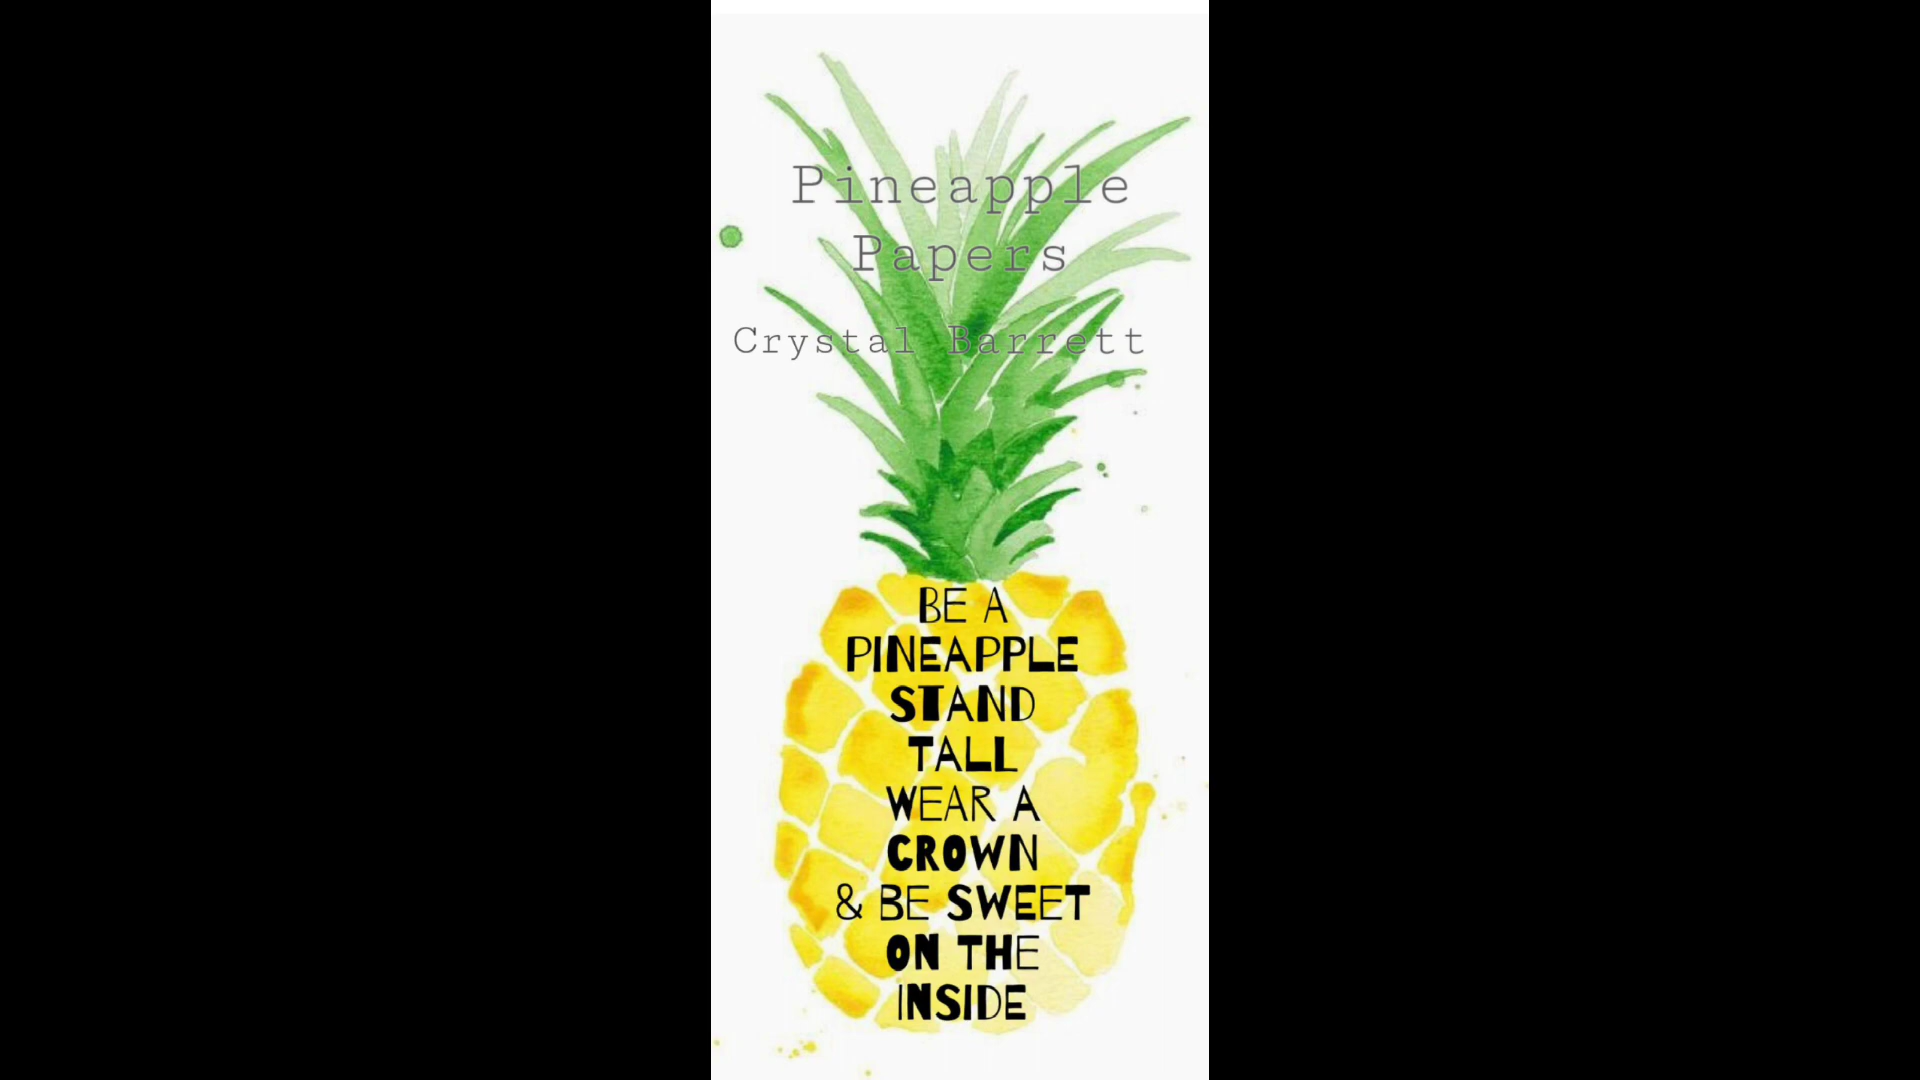 Pineapple
Papers
Crystal Barrett
BE A
PINEAPPLE
STAND
TALL
WEAR A
CROWN
& BE SWEET
ON THE
INSIDE